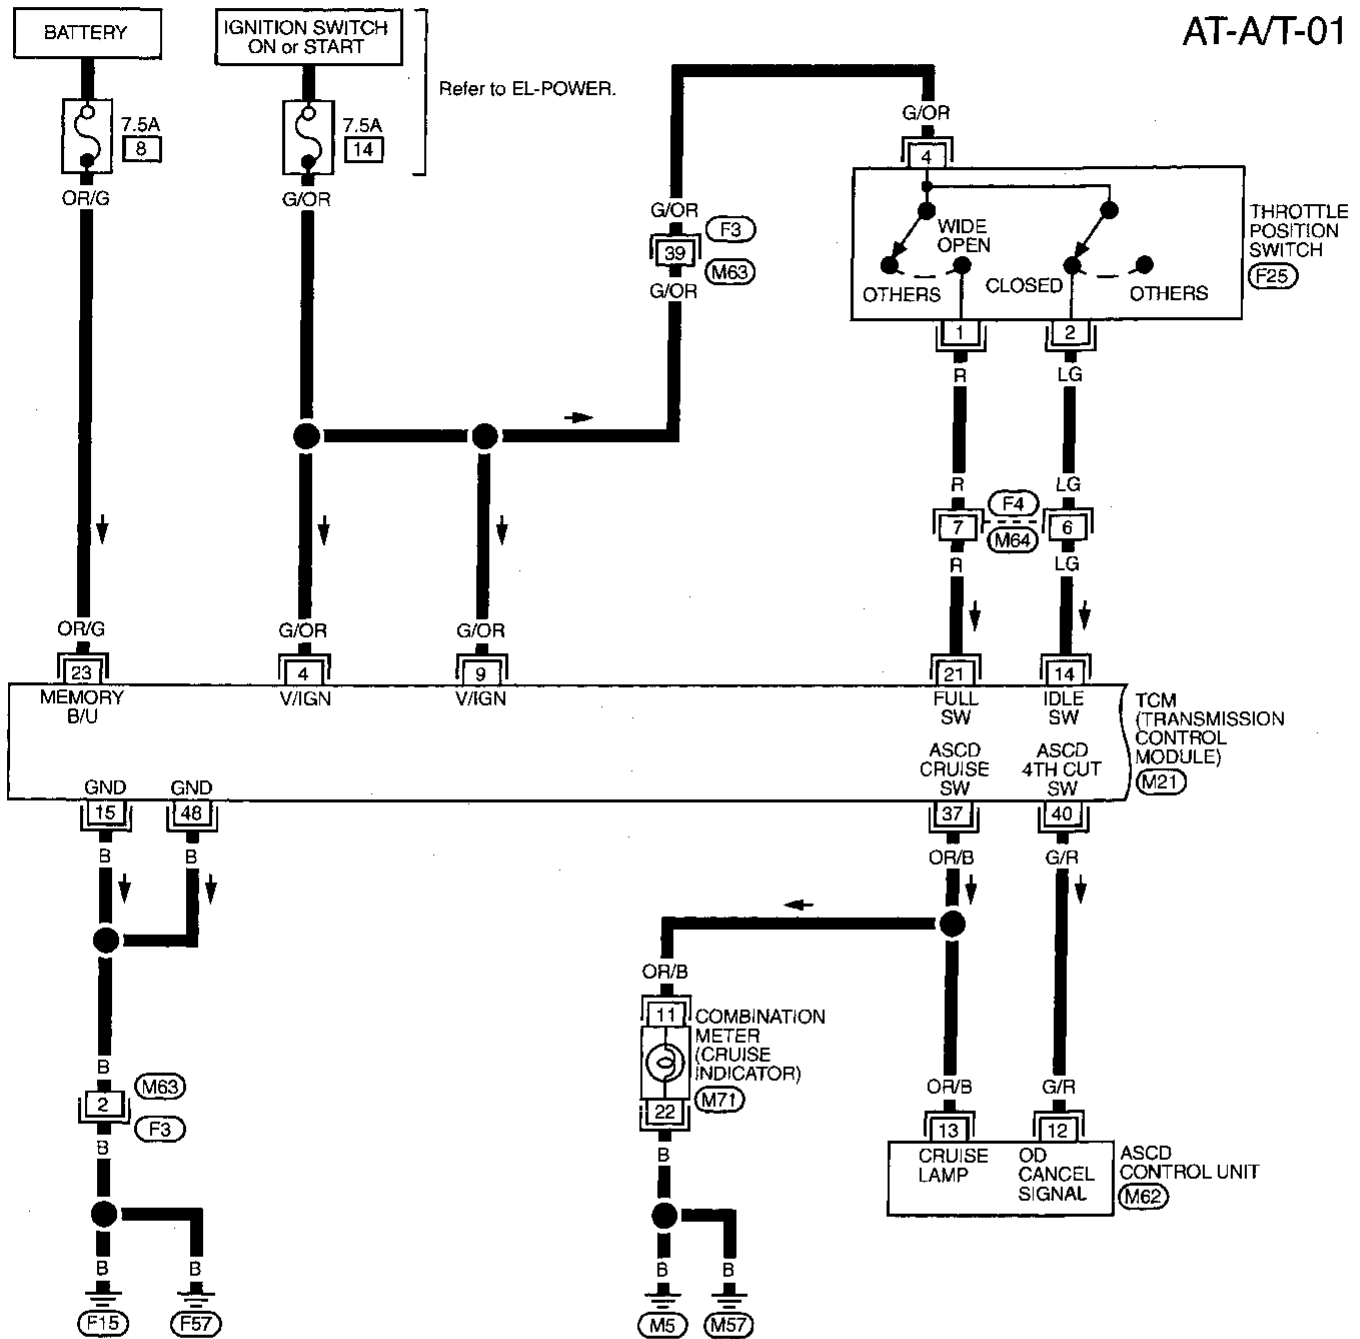 AT-A/T-01
BATTERY
IGNITION SWITCH
ON or START
Refer to EL-POWER.
7.5A
8
7.5A
14
OR/G
G/OR
G/OR
4
THROTTLE
POSITION
SWITCH
F25
WIDE
OPEN
OTHERS
CLOSED
OTHERS
G/OR
39
F3
M63
G/OR
1
2
R
LG
R
LG
7
F4
M64
6
R
LG
OR/G
G/OR
G/OR
23
4
9
21
14
MEMORY
B/U
V/IGN
V/IGN
FULL
SW
IDLE
SW
TCM
(TRANSMISSION
CONTROL
MODULE)
M21
ASCD
CRUISE
SW
ASCD
4TH CUT
SW
GND
GND
15
48
37
40
B
B
OR/B
G/R
OR/B
11
COMBINATION
METER
(CRUISE
INDICATOR)
M71
22
B
2
M63
F3
B
OR/B
G/R
13
12
CRUISE
LAMP
OD
CANCEL
SIGNAL
ASCD
CONTROL UNIT
M62
B
B
B
B
B
F15
F57
M5
M57